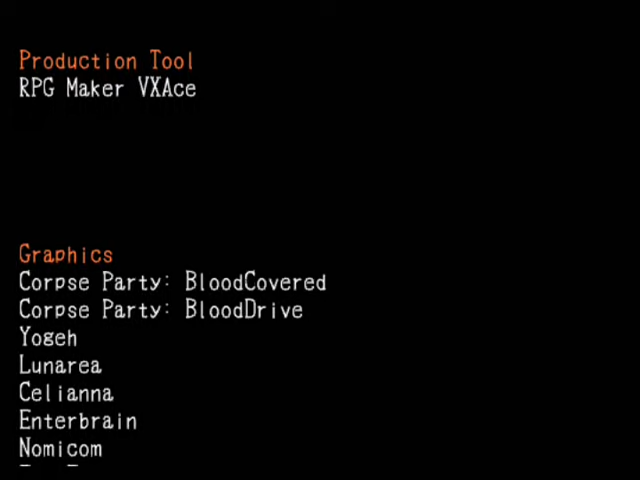 Production Tool
RPG Maker VXAce
Graphics
Corpse Party: BloodCovered
Corpse Party: BloodDrive
Yogeh
Lunarea
Celianna
Enterbrain
Nomicom